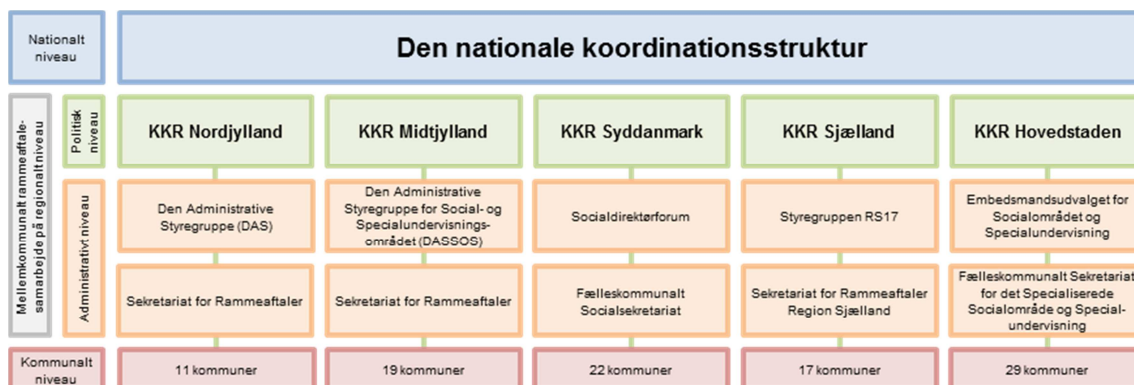 Nationalt
niveau
Den nationale koordinationsstruktur
Mellemkommunalt rammeaftale-
samarbejde på regionalt niveau
Politisk
niveau
KKR Nordjylland
KKR Midtjylland
KKR Syddanmark
KKR Sjælland
KKR Hovedstaden
Administrativt niveau
Den Administrative
Styregruppe (DAS)
Den Administrative
Styregruppe for Social- og
Specialundervisnings-
området (DASSOS)
Socialdirektørforum
Styregruppen RS17
Embedsmandsudvalget for
Socialområdet og
Specialundervisning
Sekretariat for Rammeaftaler
Sekretariat for Rammeaftaler
Fælleskommunalt
Socialsekretariat
Sekretariat for Rammeaftaler
Region Sjælland
Fælleskommunalt Sekretariat
for det Specialiserede
Socialområde og Special-
undervisning
Kommunalt
niveau
11 kommuner
19 kommuner
22 kommuner
17 kommuner
29 kommuner